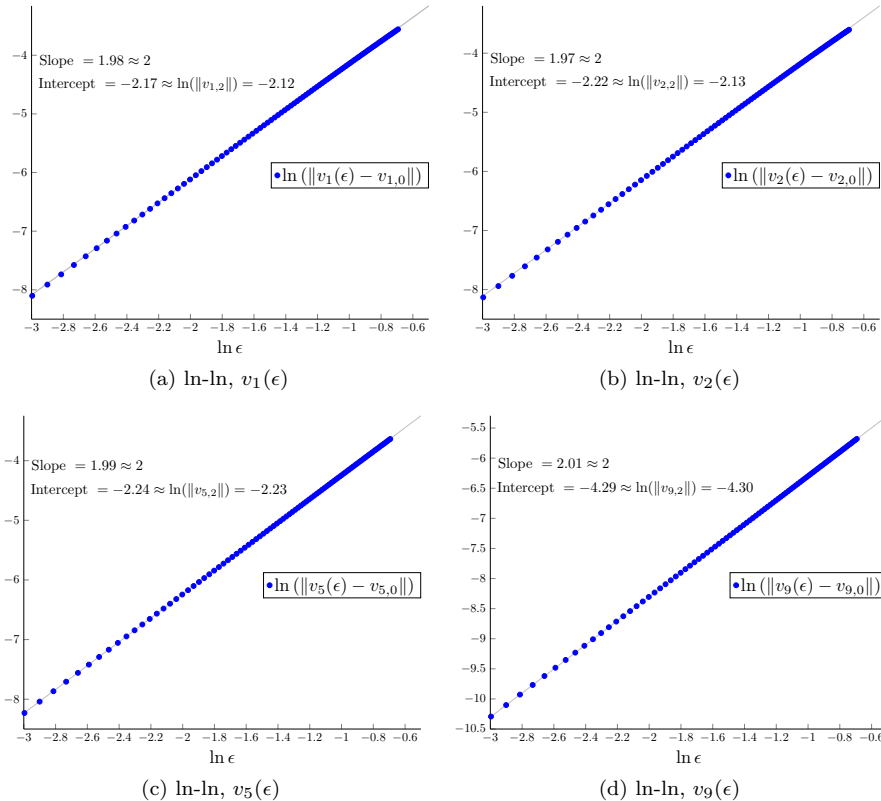 −4
−5
−6
−7
−8
Slope = 1.98 ≈ 2
Intercept = −2.17 ≈ ln(‖v1,2‖) = −2.12
ln (‖v1(ϵ) − v1,0‖)
−3 −2.8 −2.6 −2.4 −2.2 −2 −1.8 −1.6 −1.4 −1.2 −1 −0.8 −0.6
ln ϵ
(a) ln-ln, v1(ϵ)
−4
−5
−6
−7
−8
Slope = 1.97 ≈ 2
Intercept = −2.22 ≈ ln(‖v2,2‖) = −2.13
ln (‖v2(ϵ) − v2,0‖)
−3 −2.8 −2.6 −2.4 −2.2 −2 −1.8 −1.6 −1.4 −1.2 −1 −0.8 −0.6
ln ϵ
(b) ln-ln, v2(ϵ)
−4
−5
−6
−7
−8
Slope = 1.99 ≈ 2
Intercept = −2.24 ≈ ln(‖v5,2‖) = −2.23
ln (‖v5(ϵ) − v5,0‖)
−3 −2.8 −2.6 −2.4 −2.2 −2 −1.8 −1.6 −1.4 −1.2 −1 −0.8 −0.6
ln ϵ
(c) ln-ln, v5(ϵ)
−5.5
−6
−6.5
−7
−7.5
−8
−8.5
−9
−9.5
−10
−10.5
Slope = 2.01 ≈ 2
Intercept = −4.29 ≈ ln(‖v9,2‖) = −4.30
ln (‖v9(ϵ) − v9,0‖)
−3 −2.8 −2.6 −2.4 −2.2 −2 −1.8 −1.6 −1.4 −1.2 −1 −0.8 −0.6
ln ϵ
(d) ln-ln, v9(ϵ)